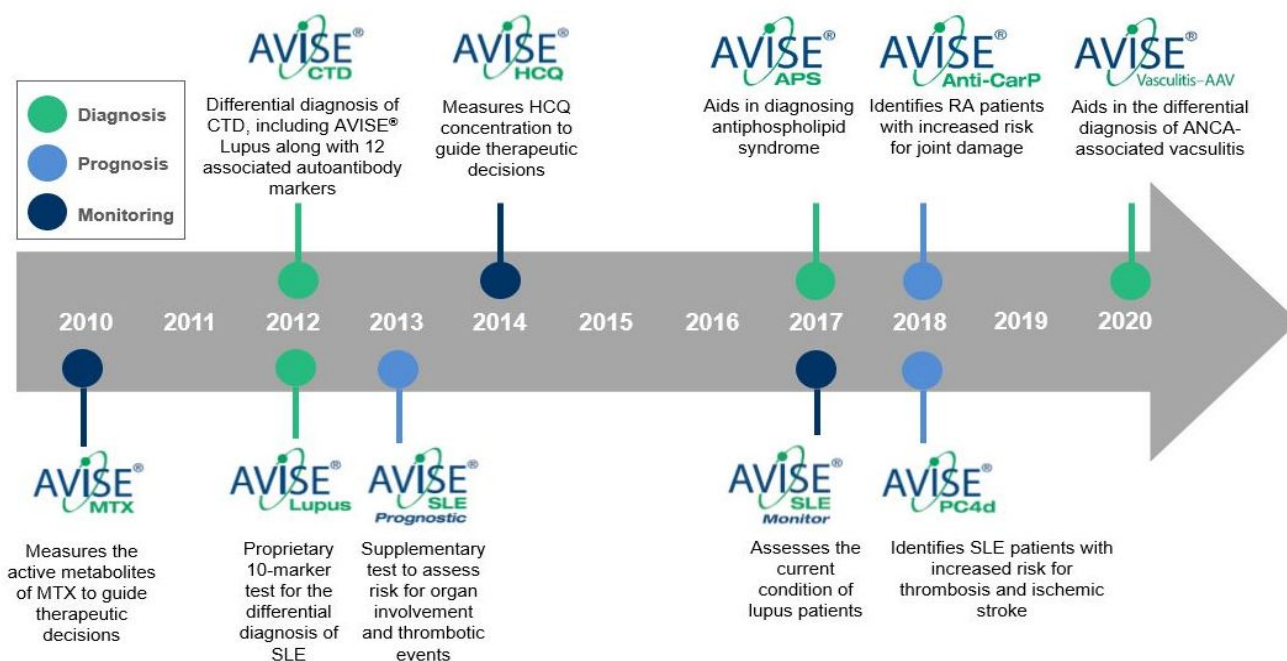 AVISE® CTD
AVISE® HCQ
AVISE® APS
AVISE® Anti-CarP
AVISE® Vasculitis-AAV
Diagnosis
Prognosis
Monitoring
Differential diagnosis of
CTD, including AVISE®
Lupus along with 12
associated autoantibody
markers
Measures HCQ
concentration to
guide therapeutic
decisions
Aids in diagnosing
antiphospholipid
syndrome
Identifies RA patients
with increased risk
for joint damage
Aids in the differential
diagnosis of ANCA-
associated vacsulitis
2010 2011 2012 2013 2014 2015 2016 2017 2018 2019 2020
AVISE® MTX
AVISE® Lupus
AVISE® SLE Prognostic
AVISE® SLE Monitor
AVISE® PC4d
Measures the
active metabolites
of MTX to guide
therapeutic
decisions
Proprietary
10-marker
test for the
differential
diagnosis of
SLE
Supplementary
test to assess
risk for organ
involvement
and thrombotic
events
Assesses the
current
condition of
lupus patients
Identifies SLE patients with
increased risk for
thrombosis and ischemic
stroke